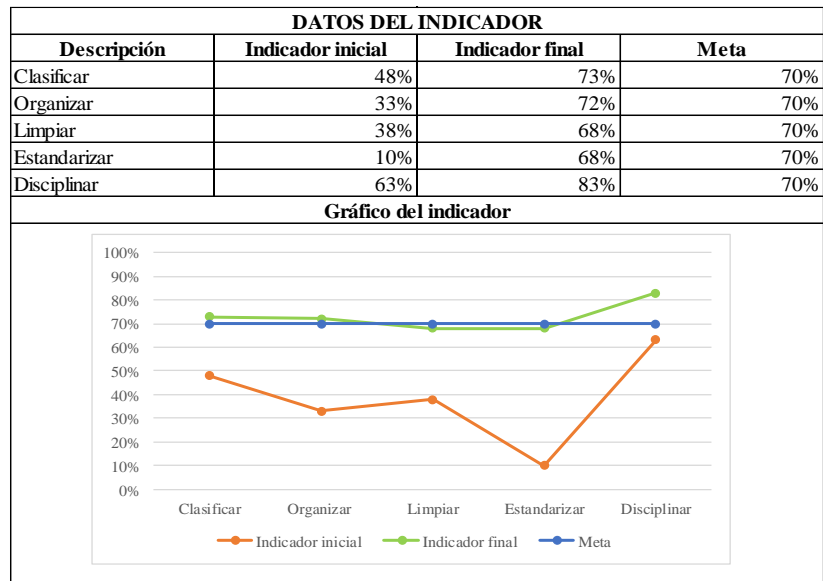 DATOS DEL INDICADOR
Descripción Indicador inicial Indicador final Meta
Clasificar 48% 73% 70%
Organizar 33% 72% 70%
Limpiar 38% 68% 70%
Estandarizar 10% 68% 70%
Disciplinar 63% 83% 70%
Gráfico del indicador
100%
90%
80%
70%
60%
50%
40%
30%
20%
10%
0%
Clasificar Organizar Limpiar Estandarizar Disciplinar
Indicador inicial Indicador final Meta